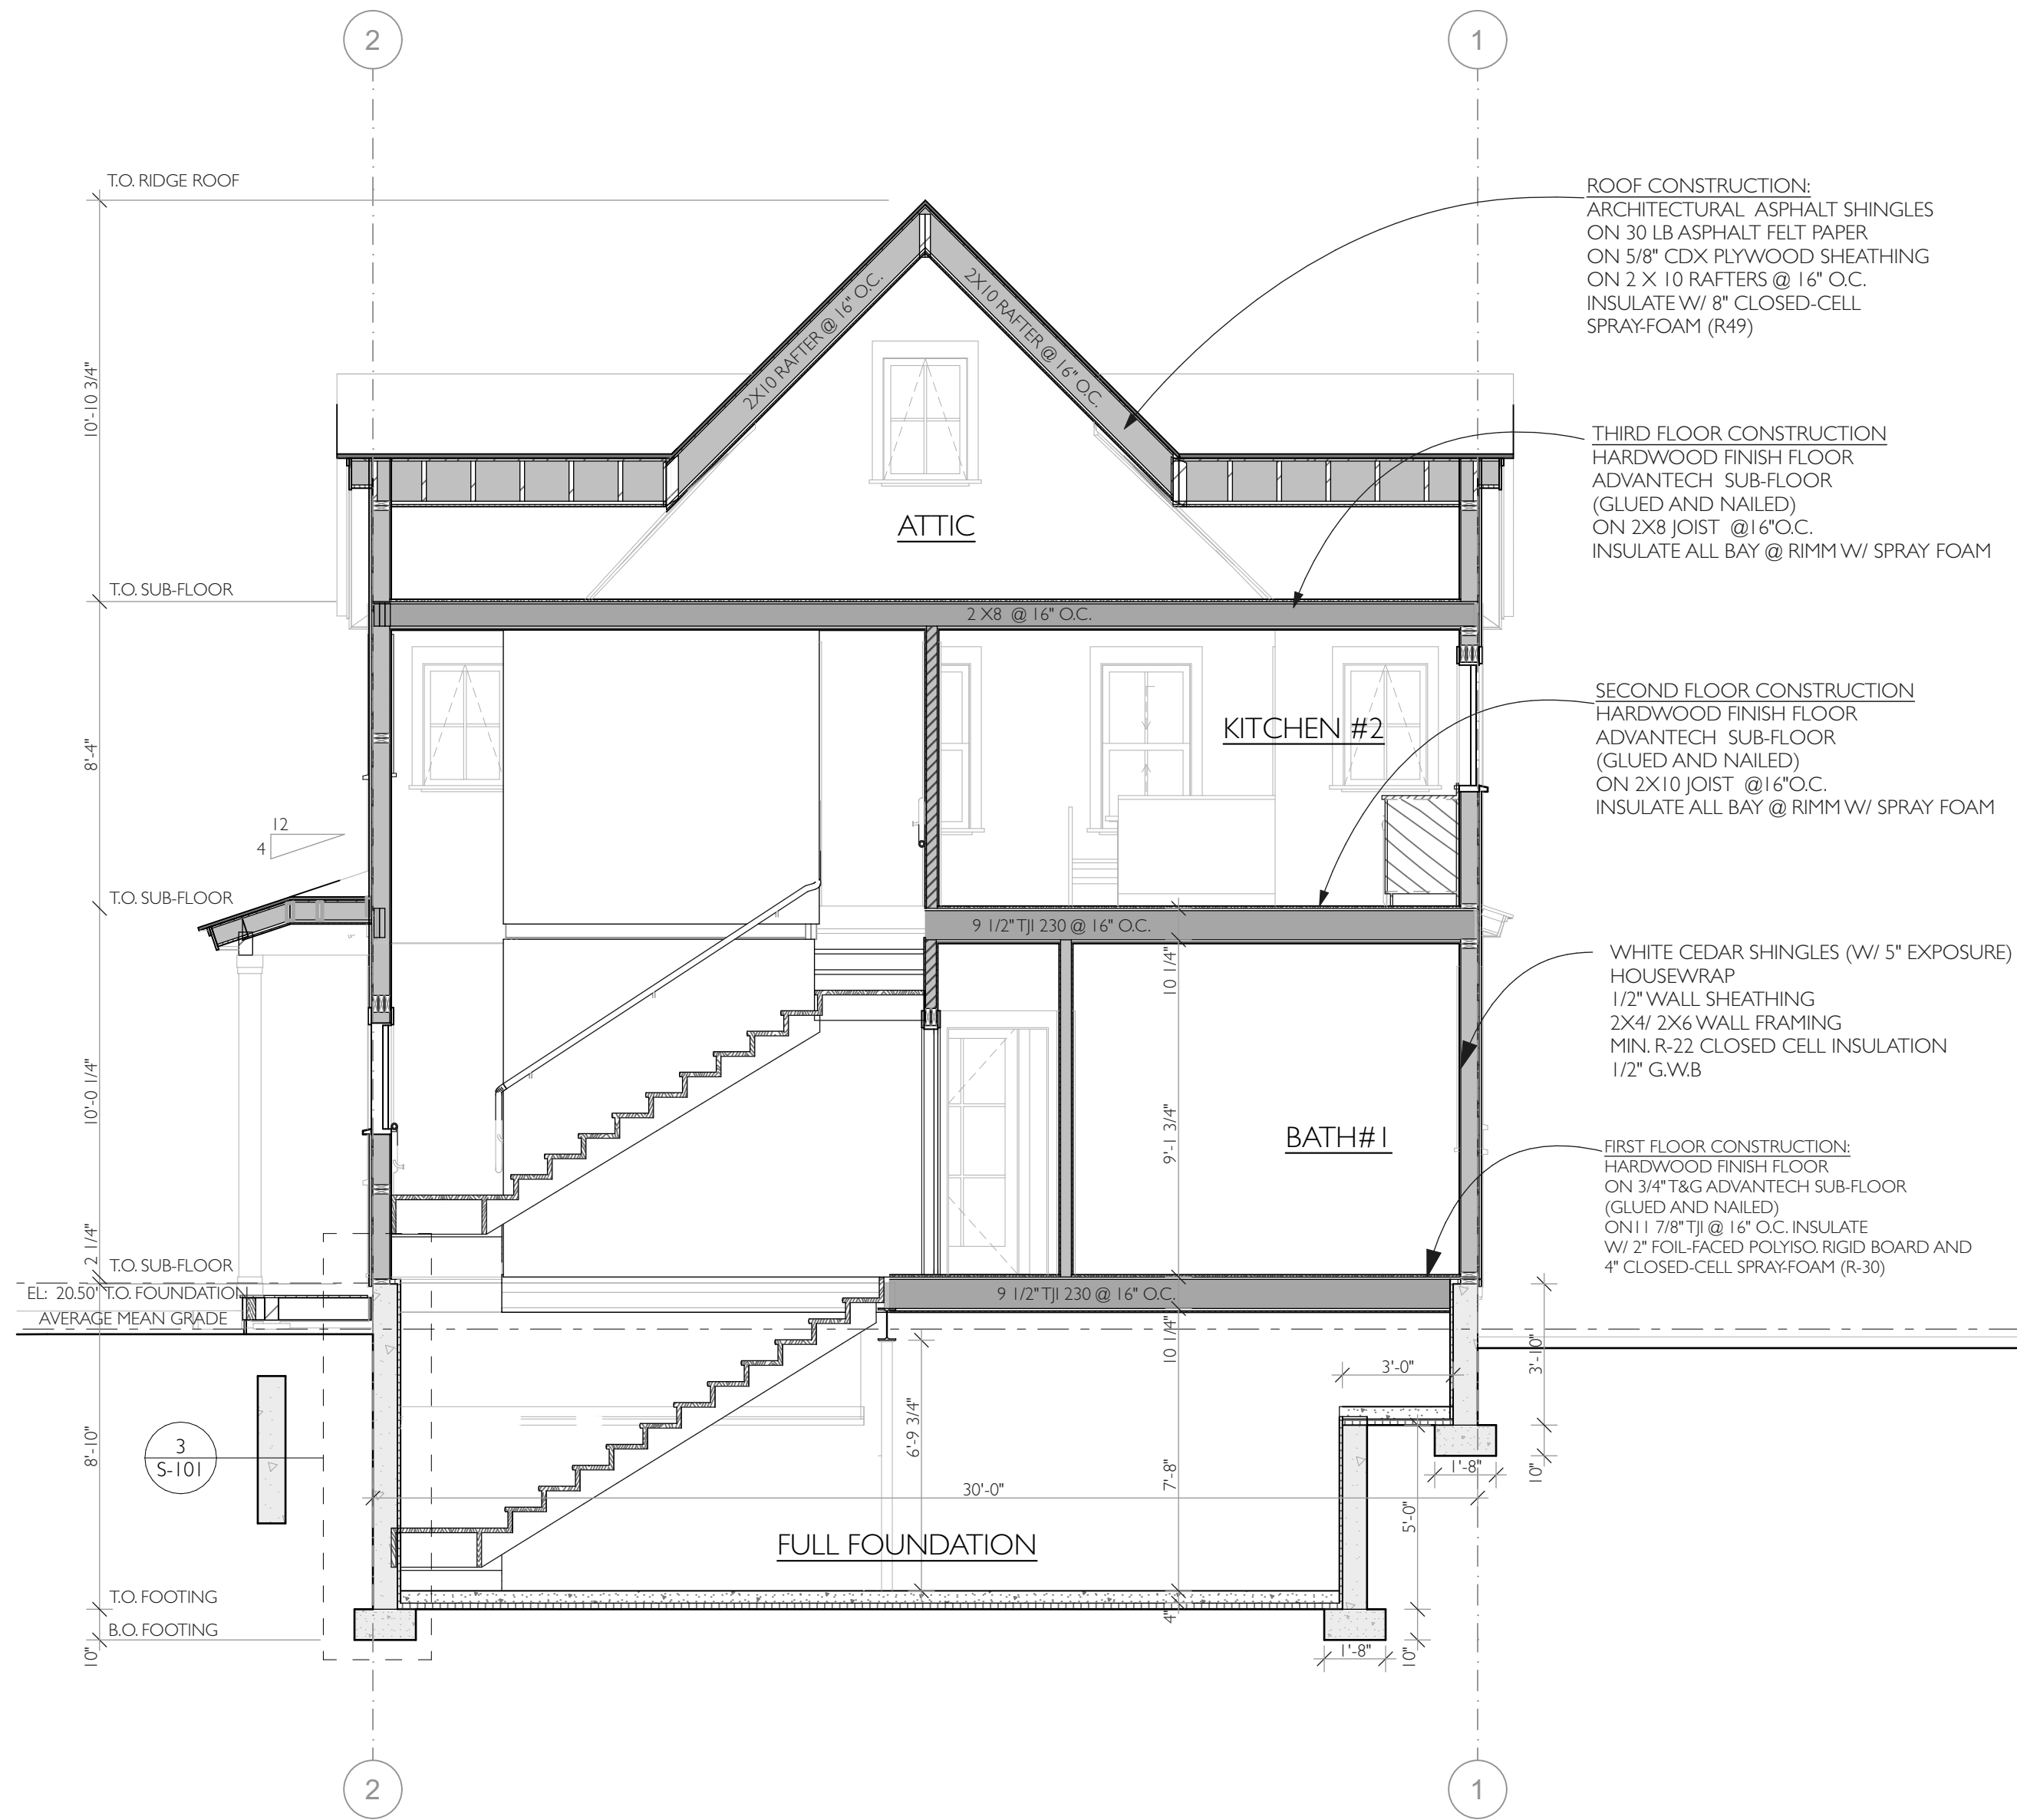 2
1
T.O. RIDGE ROOF
ROOF CONSTRUCTION:
ARCHITECTURAL ASPHALT SHINGLES
ON 30 LB ASPHALT FELT PAPER
ON 5/8" CDX PLYWOOD SHEATHING
ON 2 X 10 RAFTERS @ 16" O.C.
INSULATE W/ 8" CLOSED-CELL
SPRAY-FOAM (R49)
2X10 RAFTER @ 16" O.C.
2X10 RAFTER @ 16" O.C.
10'-10 3/4"
THIRD FLOOR CONSTRUCTION
HARDWOOD FINISH FLOOR
ADVANTECH SUB-FLOOR
(GLUED AND NAILED)
ON 2X8 JOIST @16"O.C.
INSULATE ALL BAY @ RIMM W/ SPRAY FOAM
ATTIC
T.O. SUB-FLOOR
2 X8 @ 16" O.C.
8'-4"
KITCHEN #2
SECOND FLOOR CONSTRUCTION
HARDWOOD FINISH FLOOR
ADVANTECH SUB-FLOOR
(GLUED AND NAILED)
ON 2X10 JOIST @16"O.C.
INSULATE ALL BAY @ RIMM W/ SPRAY FOAM
12
4
T.O. SUB-FLOOR
9 1/2" TJI 230 @ 16" O.C.
10 1/4"
WHITE CEDAR SHINGLES (W/ 5" EXPOSURE)
HOUSEWRAP
1/2" WALL SHEATHING
2X4/ 2X6 WALL FRAMING
MIN. R-22 CLOSED CELL INSULATION
1/2" G.W.B
10'-0 1/4"
9'-1 3/4"
BATH#1
FIRST FLOOR CONSTRUCTION:
HARDWOOD FINISH FLOOR
ON 3/4" T&G ADVANTECH SUB-FLOOR
(GLUED AND NAILED)
ON11 7/8" TJI @ 16" O.C. INSULATE
W/ 2" FOIL-FACED POLYISO. RIGID BOARD AND
4" CLOSED-CELL SPRAY-FOAM (R-30)
2 1/4"
T.O. SUB-FLOOR
EL: 20.50' T.O. FOUNDATION
AVERAGE MEAN GRADE
9 1/2" TJI 230 @ 16" O.C.
10 1/4"
3'-0"
3'-10"
6'-9 3/4"
8'-10"
3
S-101
7'-8"
1'-8"
10"
30'-0"
5'-0"
FULL FOUNDATION
T.O. FOOTING
B.O. FOOTING
10"
4"
1'-8"
10"
2
1